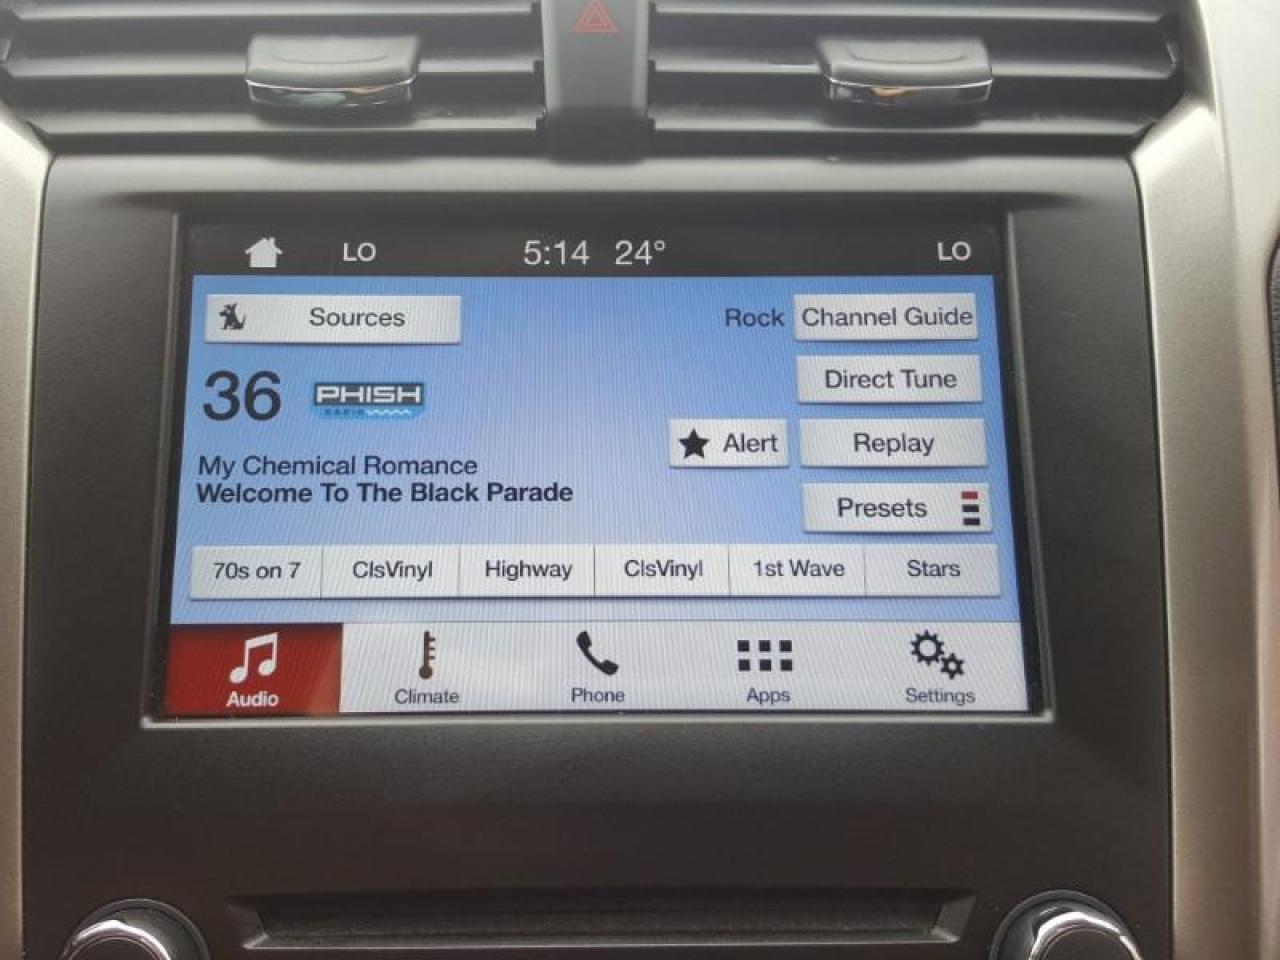 LO 5:14 24° LO
Sources
Rock Channel Guide
36 PHISH
RADIO
Direct Tune
Alert Replay
My Chemical Romance
Welcome To The Black Parade
Presets
70s on 7 ClsVinyl Highway ClsVinyl 1st Wave Stars
Audio Climate Phone Apps Settings